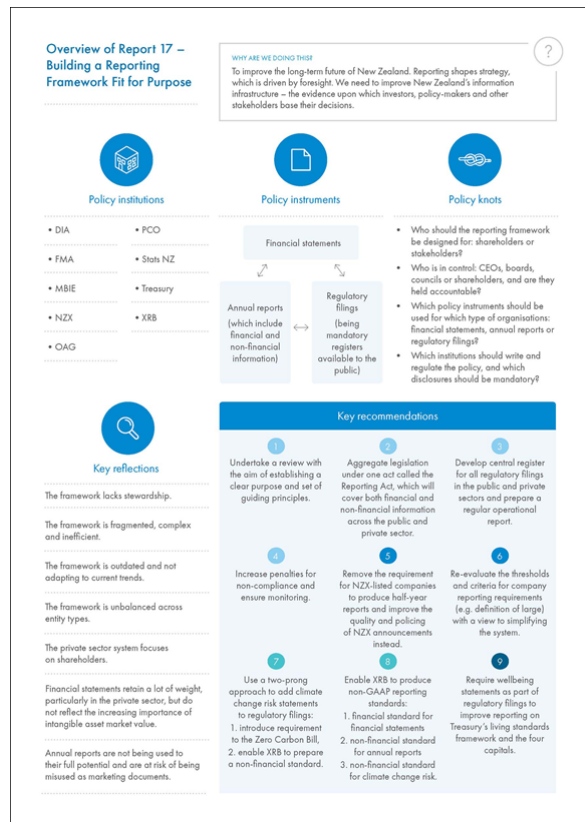 Overview of Report 17 –
Building a Reporting
Framework Fit for Purpose
WHY ARE WE DOING THIS?
To improve the long-term future of New Zealand. Reporting shapes strategy,
which is driven by foresight. We need to improve New Zealand's information
infrastructure – the evidence upon which investors, policy-makers and other
stakeholders base their decisions.
?
Policy institutions
• DIA
• FMA
• MBIE
• NZX
• OAG
• PCO
• Stats NZ
• Treasury
• XRB
Policy instruments
Financial statements
Annual reports
(which include
financial and
non-financial
information)
Regulatory
filings
(being
mandatory
registers
available to the
public)
Policy knots
• Who should the reporting framework
be designed for: shareholders or
stakeholders?
• Who is in control: CEOs, boards,
councils or shareholders, and are they
held accountable?
• Which policy instruments should be
used for which type of organisations:
financial statements, annual reports or
regulatory filings?
• Which institutions should write and
regulate the policy, and which
disclosures should be mandatory?
Key reflections
The framework lacks stewardship.
The framework is fragmented, complex
and inefficient.
The framework is outdated and not
adapting to current trends.
The framework is unbalanced across
entity types.
The private sector system focuses
on shareholders.
Financial statements retain a lot of weight,
particularly in the private sector, but do
not reflect the increasing importance of
intangible asset market value.
Annual reports are not being used to
their full potential and are at risk of being
misused as marketing documents.
Key recommendations
1
Undertake a review with
the aim of establishing a
clear purpose and set of
guiding principles.
2
Aggregate legislation
under one act called the
Reporting Act, which will
cover both financial and
non-financial information
across the public and
private sector.
3
Develop central register
for all regulatory filings
in the public and private
sectors and prepare a
regular operational
report.
4
Increase penalties for
non-compliance and
ensure monitoring.
5
Remove the requirement
for NZX-listed companies
to produce half-year
reports and improve the
quality and policing
of NZX announcements
instead.
6
Re-evaluate the thresholds
and criteria for company
reporting requirements
(e.g. definition of large)
with a view to simplifying
the system.
7
Use a two-prong
approach to add climate
change risk statements
to regulatory filings:
1. introduce requirement
to the Zero Carbon Bill,
2. enable XRB to prepare
a non-financial standard.
8
Enable XRB to produce
non-GAAP reporting
standards:
1. financial standard for
financial statements
2. non-financial standard
for annual reports
3. non-financial standard
for climate change risk.
9
Require wellbeing
statements as part of
regulatory filings to
improve reporting on
Treasury's living standards
framework and the four
capitals.